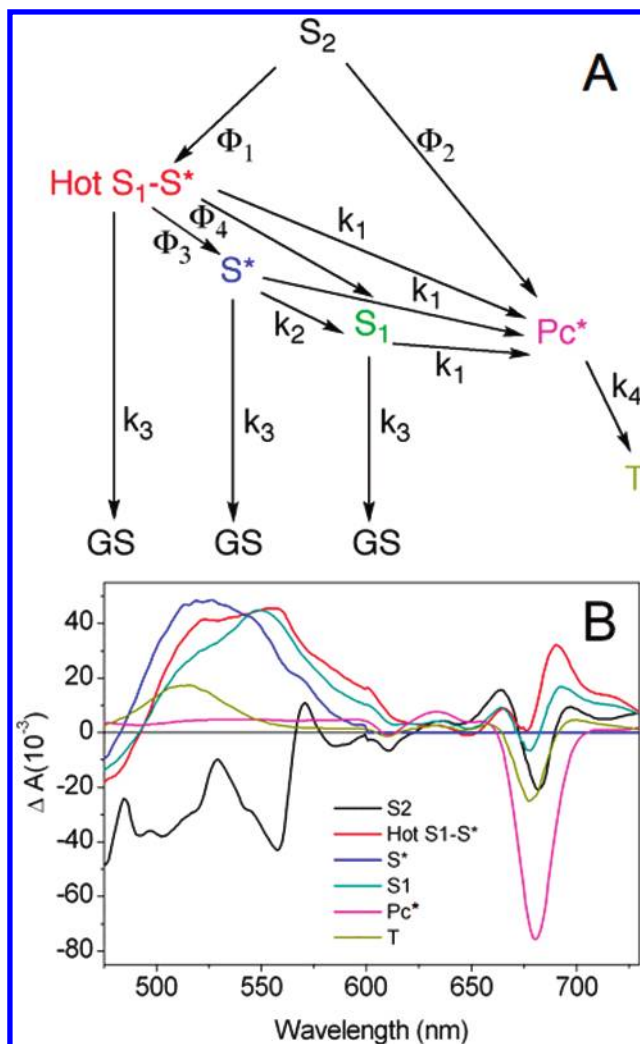 S₂
A
Φ₁
Φ₂
Hot S₁-S*
Φ₃
Φ₄
k₁
S*
k₁
k₂
S₁
k₁
Pc*
k₃
k₃
k₃
k₄
T
GS
GS
GS
B
40
20
0
-20
-40
-60
-80
Δ A(10⁻³)
S2
Hot S1-S*
S*
S1
Pc*
T
500
550
600
650
700
Wavelength (nm)